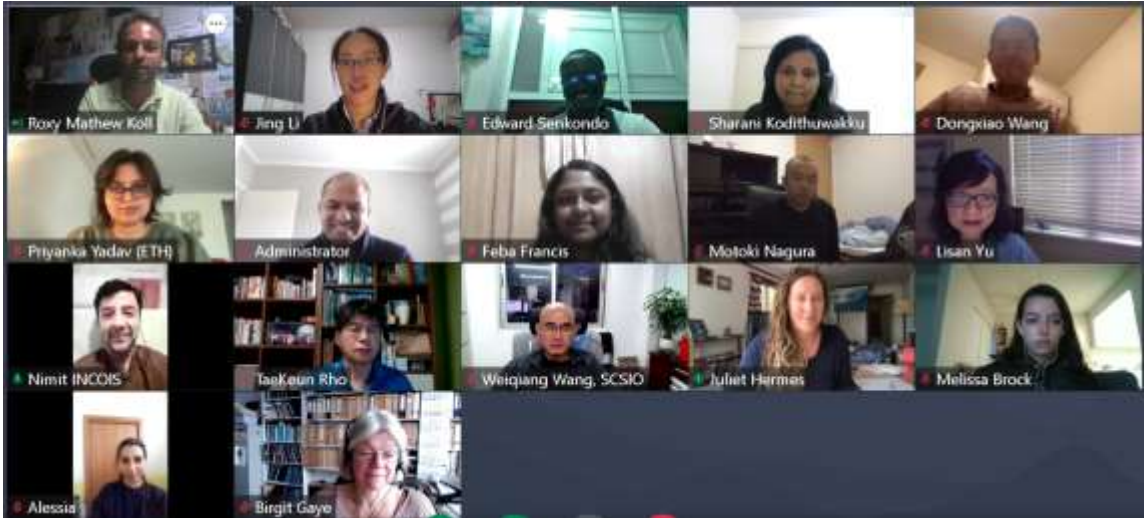 Roxy Mathew Koll
Jing Li
Edward Senkondo
Sharani Kodithuwakku
Dongxiao Wang
Priyanka Yadav (ETH)
Administrator
Feba Francis
Motoki Nagura
Lisan Yu
Nimit INCOIS
TaeKeun Rho
Weiqiang Wang, SCSIO
Juliet Hermes
Melissa Brock
Alessia
Birgit Gaye